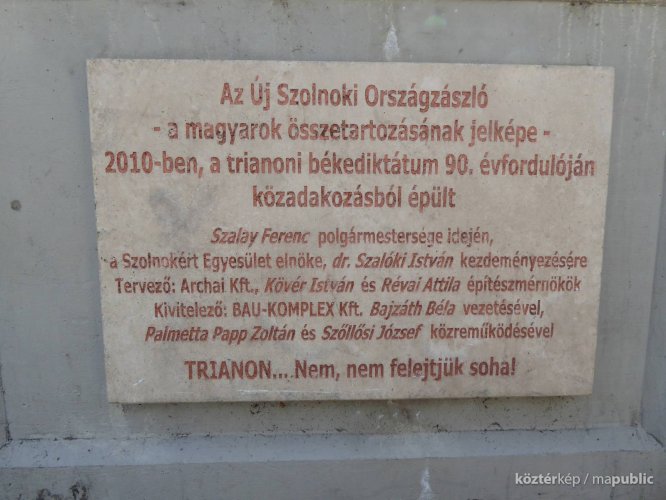 Az Új Szolnoki Országzászló
- a magyarok összetartozásának jelképe -
2010-ben, a trianoni békediktátum 90. évfordulóján
közadakozásból épült
Szalay Ferenc polgármestersége idején,
a Szolnokért Egyesület elnöke, dr. Szalóki István kezdeményezésére
Tervező: Archai Kft., Kövér István és Révai Attila építészmérnökök
Kivitelező: BAU-KOMPLEX Kft. Bajzáth Béla vezetésével,
Palmetta Papp Zoltán és Szőllősi József közreműködésével
TRIANON... Nem, nem felejtjük soha!
köztérkép / mapublic